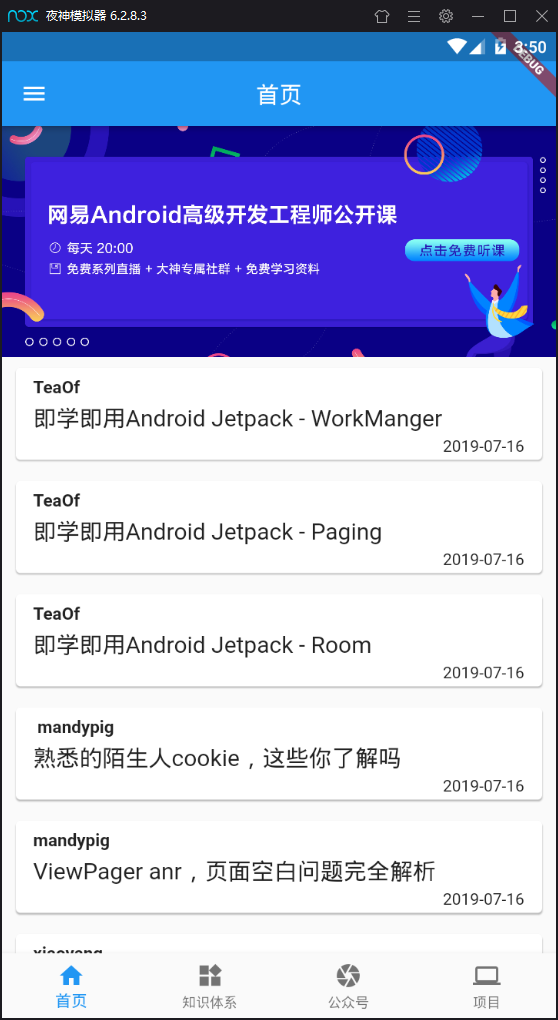 nox 夜神模拟器 6.2.8.3
3:50
DEBUG
首页
网易Android高级开发工程师公开课
每天 20:00
点击免费听课
免费系列直播 + 大神专属社群 + 免费学习资料
TeaOf
即学即用Android Jetpack - WorkManger
2019-07-16
TeaOf
即学即用Android Jetpack - Paging
2019-07-16
TeaOf
即学即用Android Jetpack - Room
2019-07-16
mandypig
熟悉的陌生人cookie，这些你了解吗
2019-07-16
mandypig
ViewPager anr，页面空白问题完全解析
2019-07-16
首页 知识体系 公众号 项目